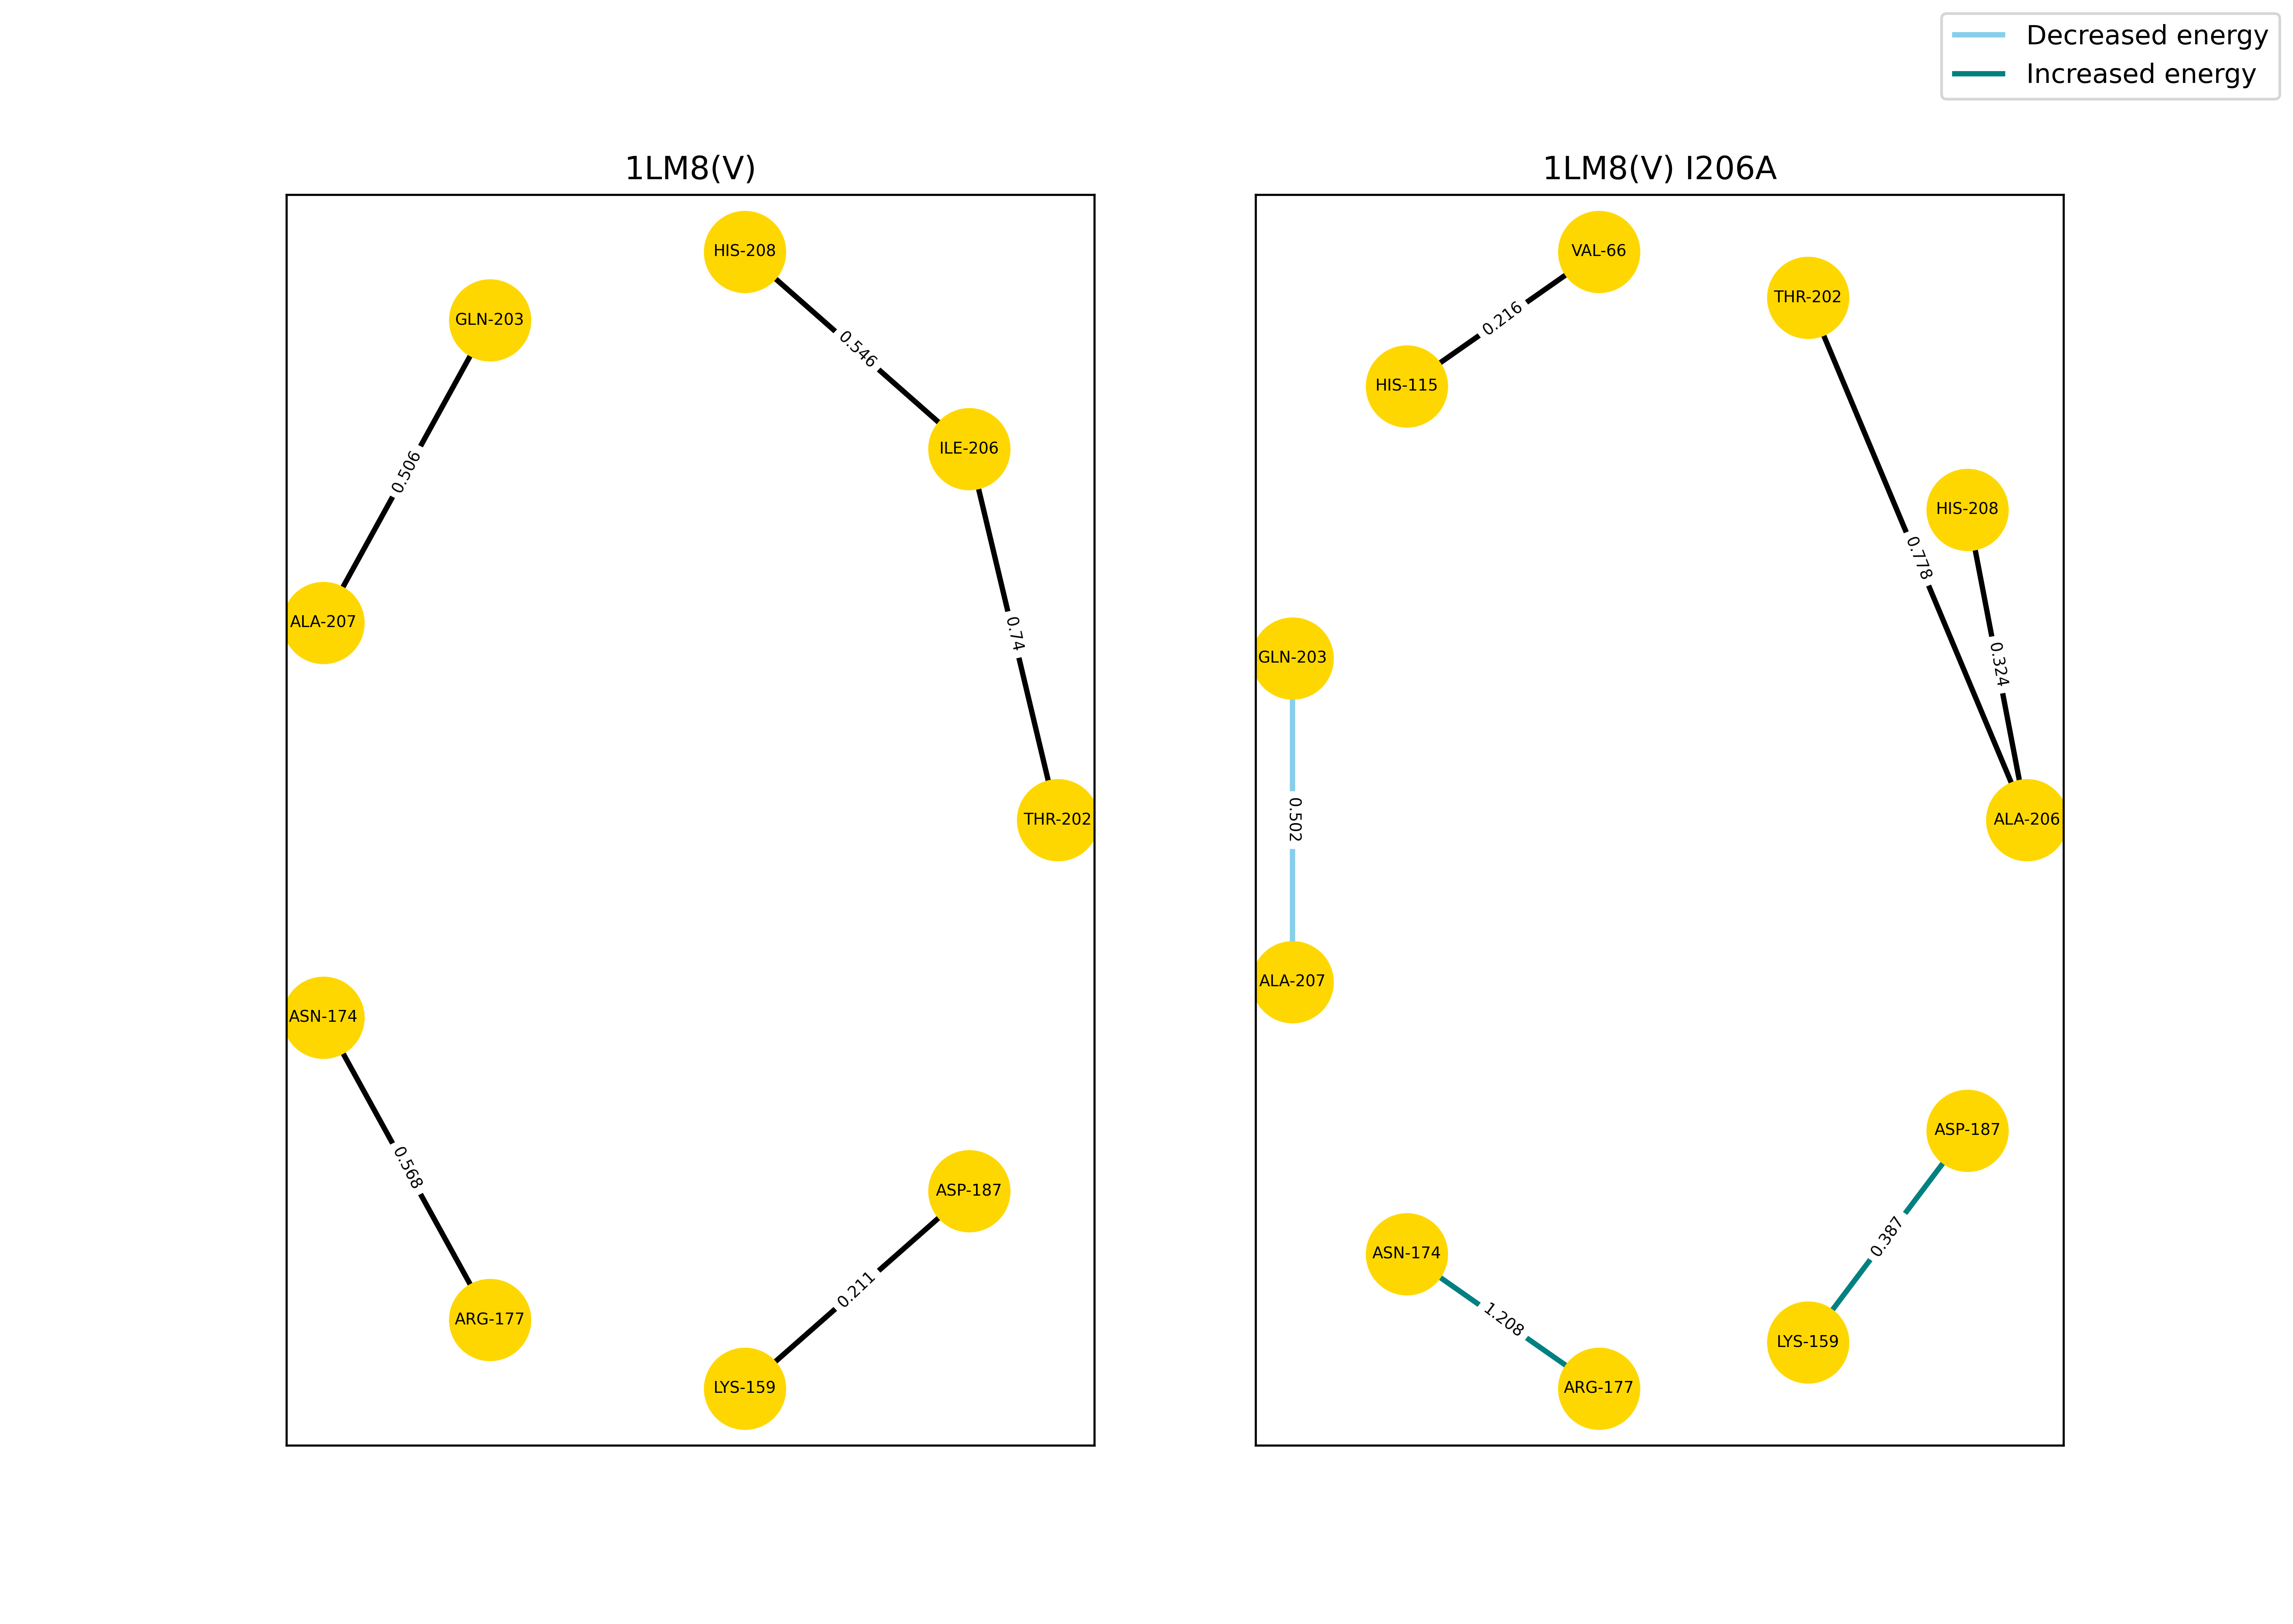 Decreased energy
Increased energy
1LM8(V)
HIS-208
GLN-203
0.546
ILE-206
0.506
ALA-207
0.74
THR-202
ASN-174
0.568
ASP-187
0.211
ARG-177
LYS-159
1LM8(V) I206A
VAL-66
THR-202
0.216
HIS-115
HIS-208
0.778
GLN-203
0.324
0.502
ALA-206
ALA-207
ASP-187
0.387
ASN-174
1.208
LYS-159
ARG-177